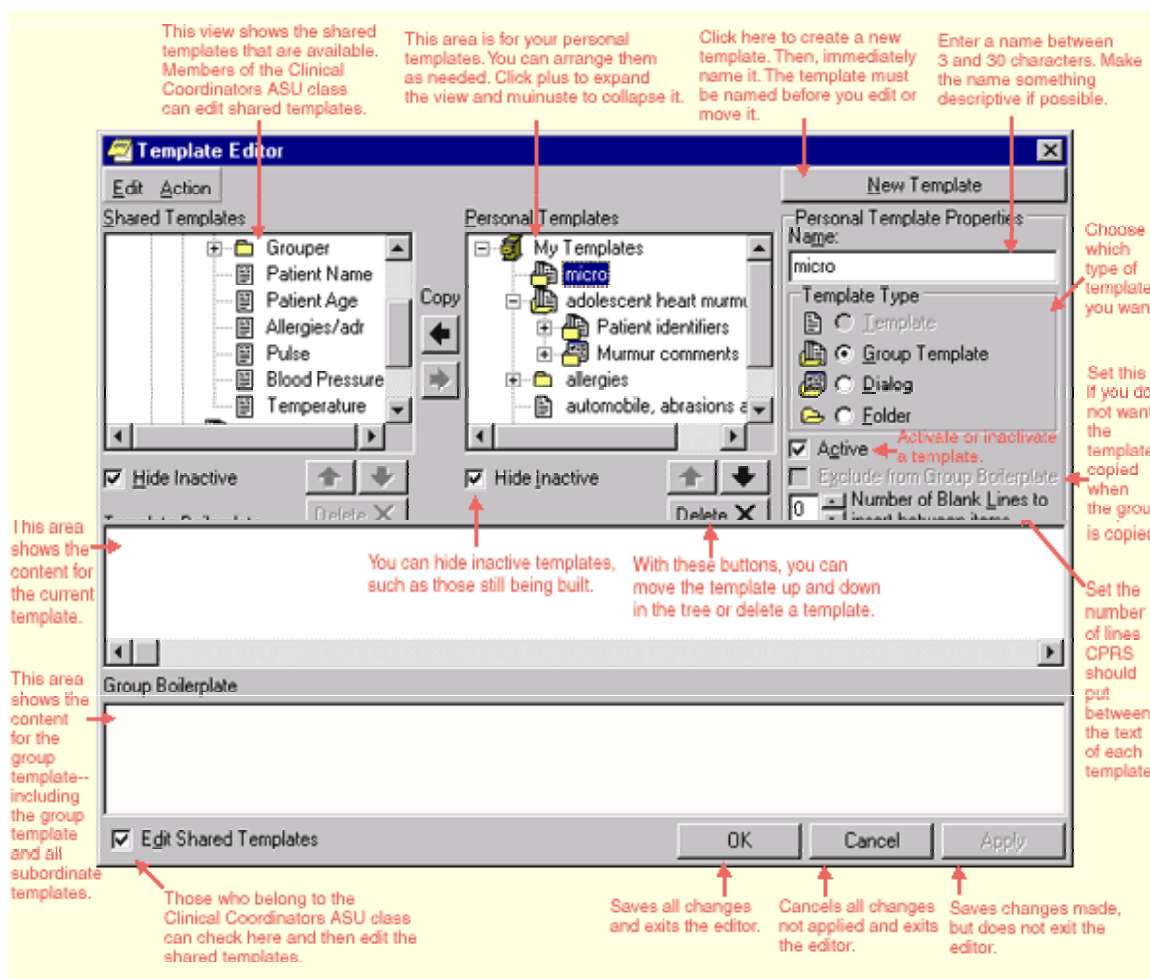 This view shows the shared
templates that are available.
Members of the Clinical
Coordinators ASU class
can edit shared templates.
This area is for your personal
templates. You can arrange them
as needed. Click plus to expand
the view and muinuste to collapse it.
Click here to create a new
template. Then, immediately
name it. The template must
be named before you edit or
move it.
Enter a name between
3 and 30 characters. Make
the name something
descriptive if possible.
Template Editor
Edit Action
New Template
Shared Templates
Grouper
Patient Name
Patient Age
Allergies/adr
Pulse
Blood Pressure
Temperature
Copy
Personal Templates
My Templates
micro
adolescent heart murmu
Patient identifiers
Murmur comments
allergies
automobile, abrasions a
Personal Template Properties
Name:
micro
Template Type
Template
Group Template
Dialog
Folder
Active
Activate or inactivate
a template.
Exclude from Group Boilerplate
0 Number of Blank Lines to
insert between items
Choose
which
type of
template
you wan
Set this
if you do
not want
the
template
copied
when
the grou
is copied
Set the
number
of lines
CPRS
should
put
between
the text
of each
template
Hide Inactive
Delete
Hide Inactive
Delete
Template Boilerplate
This area
shows the
content for
the current
template.
You can hide inactive templates,
such as those still being built.
With these buttons, you can
move the template up and down
in the tree or delete a template.
Group Boilerplate
This area
shows the
content
for the
group
template--
including
the group
template
and all
subordinate
templates.
Edit Shared Templates
OK
Cancel
Apply
Those who belong to the
Clinical Coordinators ASU class
can check here and then edit the
shared templates.
Saves all changes
and exits the editor.
Cancels all changes
not applied and exits
the editor.
Saves changes made,
but does not exit the
editor.